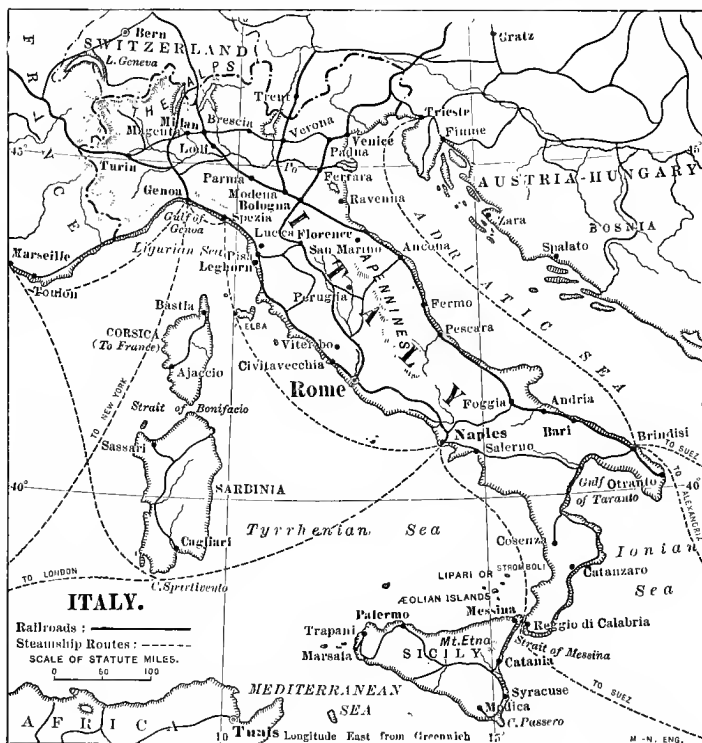 Bern
Gratz
SWITZERLAND
L. Geneva
FRANCE
THE ALPS
Trent
Trieste
Milan
Brescia
Magenta
Verona
Venice
Fiume
45°
45°
Lodi
Padua
Turin
Po
Parma
Ferrara
AUSTRIA-HUNGARY
Genoa
Modena
Bologna
Ravenna
Zara
BOSNIA
Gulf of Genoa
Spezia
Lucca
Florence
San Marino
Marseille
Ligurian Sea
Pisa
Ancona
Spalato
Leghorn
Toulon
ADRIATIC SEA
ITALY
APENNINES
Perugia
Bastia
Fermo
ELBA
CORSICA
(To France)
Viterbo
Pescara
Civitavecchia
Ajaccio
Rome
TO NEW YORK
Strait of Bonifacio
Foggia
Andria
Naples
Bari
Sassari
Salerno
Brindisi
TO SUEZ
SARDINIA
Gulf of Taranto
Otranto
40°
40
TO ALEXANDRIA
Tyrrhenian Sea
Cosenza
Ionian Sea
Cagliari
STROMBOLI
Catanzaro
TO LONDON
C. Spartivento
LIPARI OR
ÆOLIAN ISLANDS
ITALY.
Messina
Palermo
Reggio di Calabria
Railroads:
Trapani
Mt. Etna
Strait of Messina
Steamship Routes:
Marsala
SICILY
SCALE OF STATUTE MILES.
Catania
0 50 100
MEDITERRANEAN SEA
Syracuse
TO SUEZ
Modica
AFRICA
Tunis
C. Passero
10
Longitude East from Greenwich
15°
M.-N. ENG.